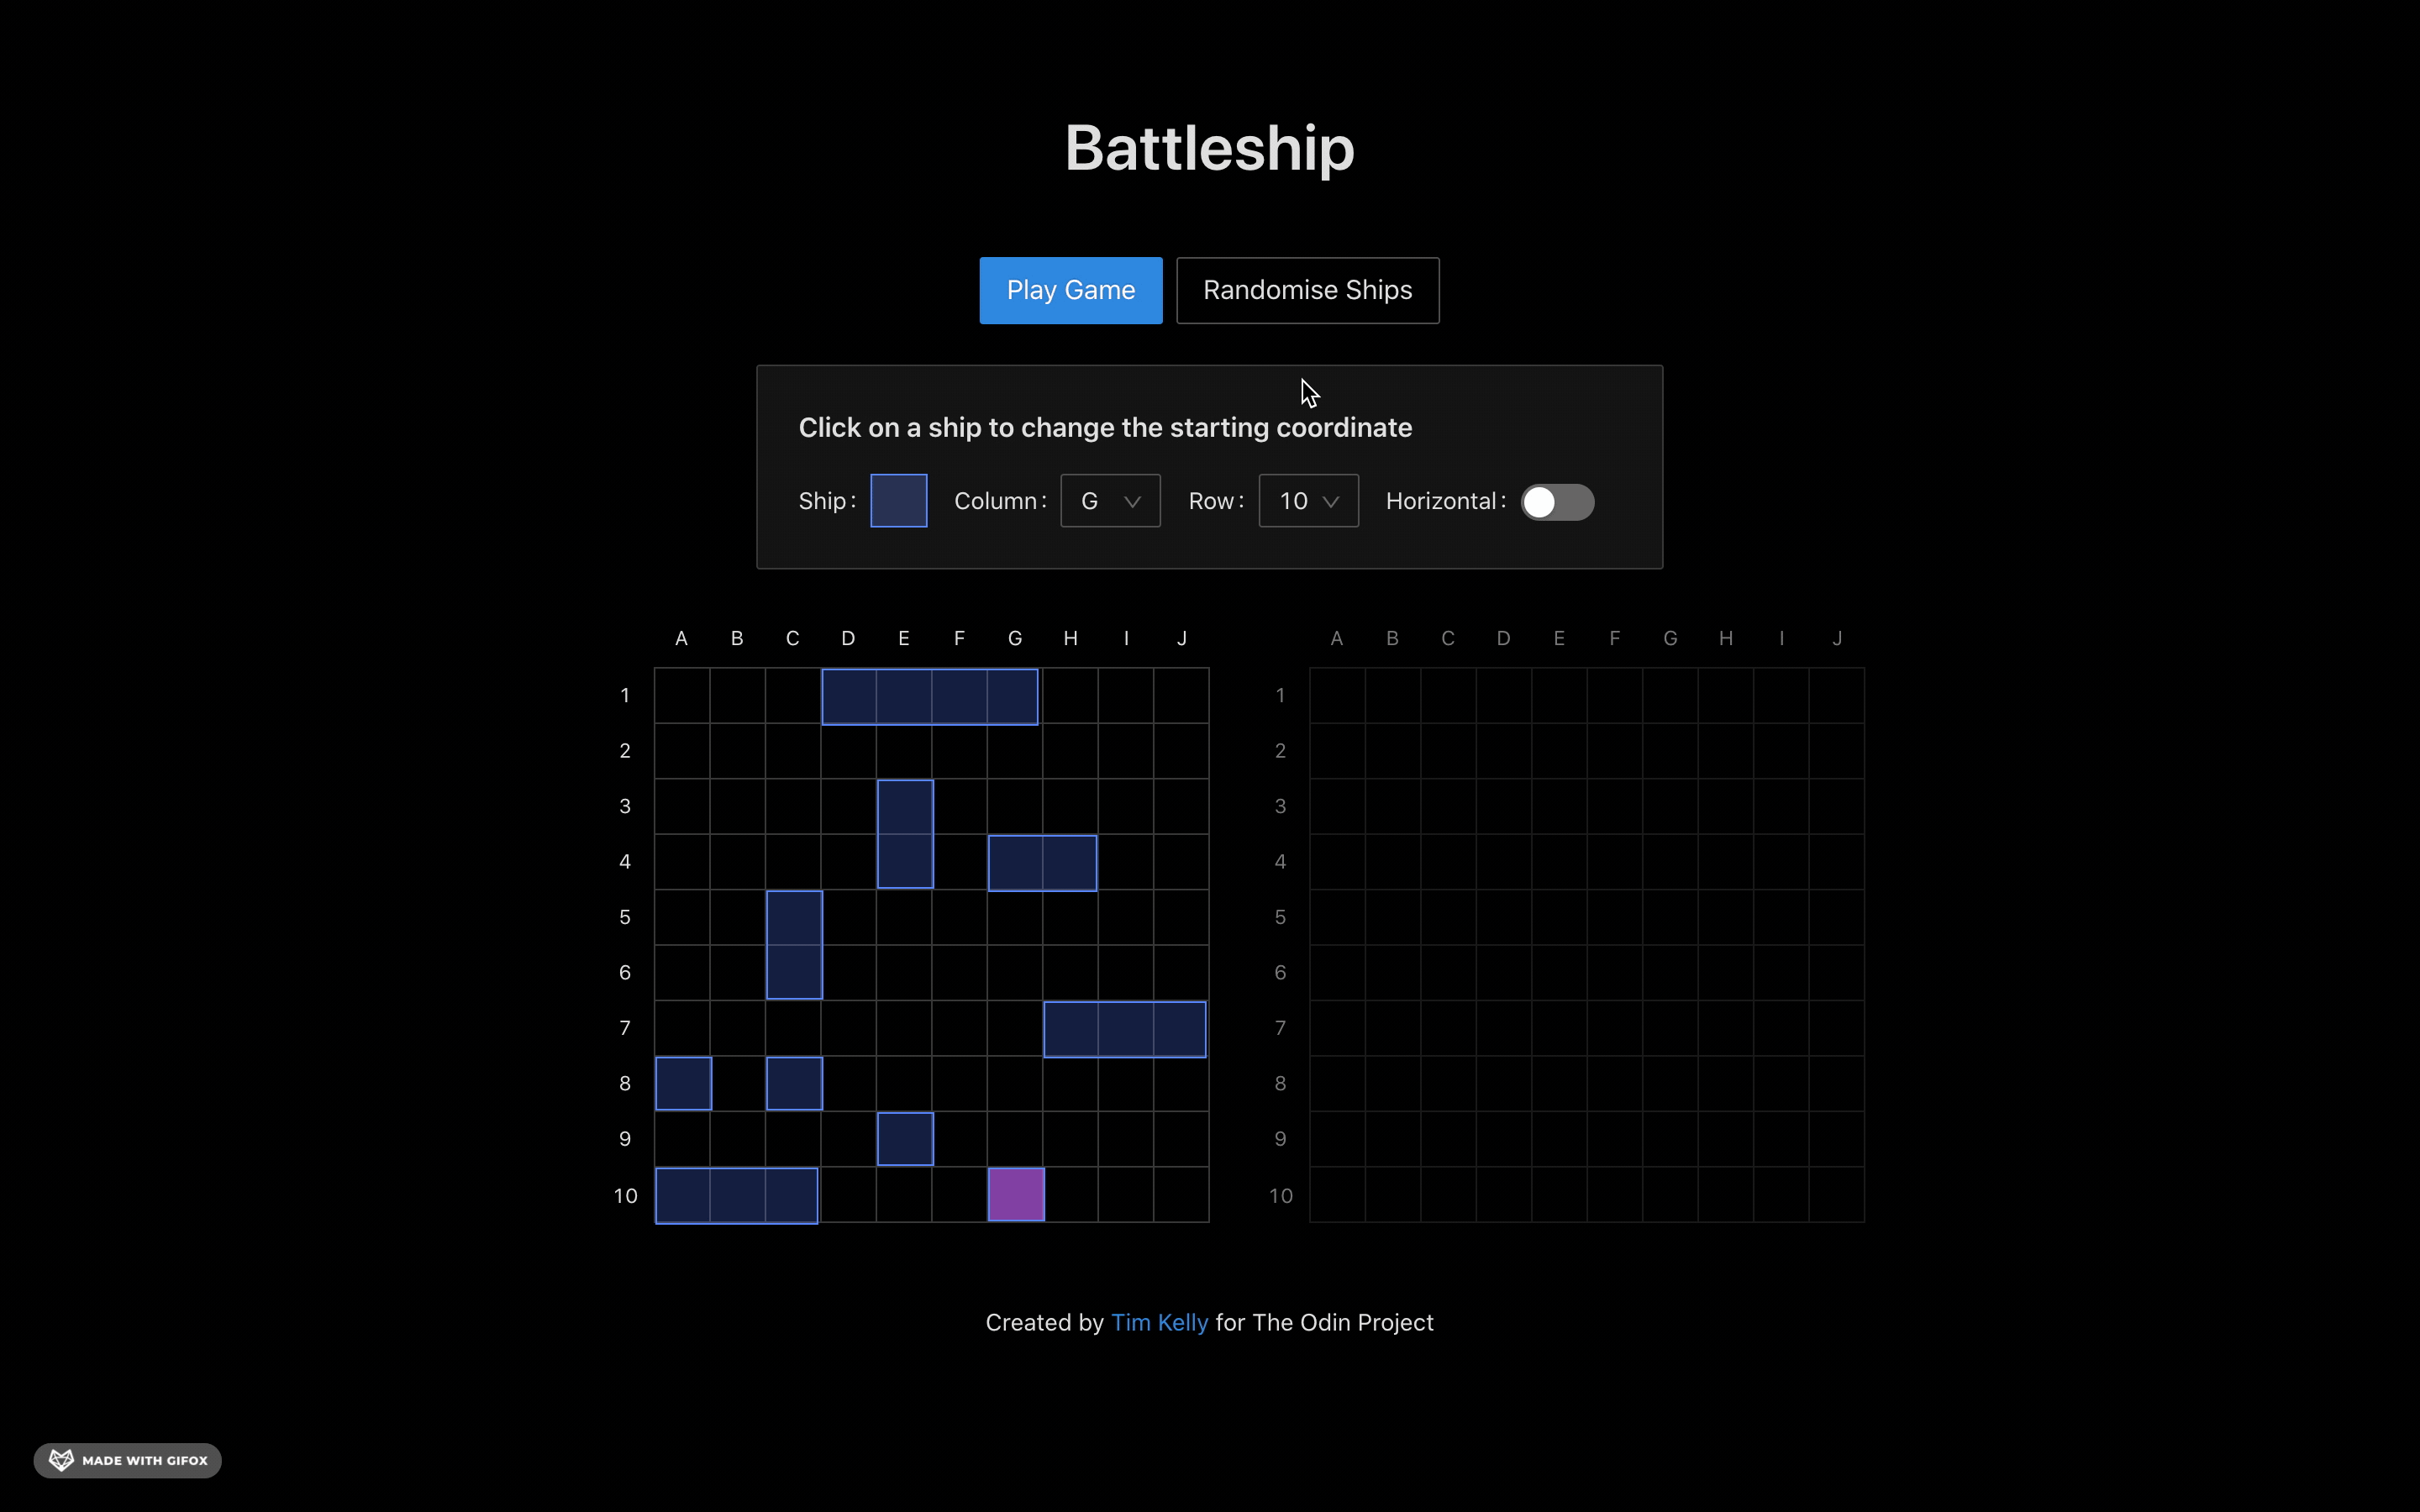 Battleship
Play Game Randomise Ships
Click on a ship to change the starting coordinate
Ship: Column: G Row: 10 Horizontal:
A B C D E F G H I J A B C D E F G H I J
1 1
2 2
3 3
4 4
5 5
6 6
7 7
8 8
9 9
10 10
Created by Tim Kelly for The Odin Project
MADE WITH GIFOX